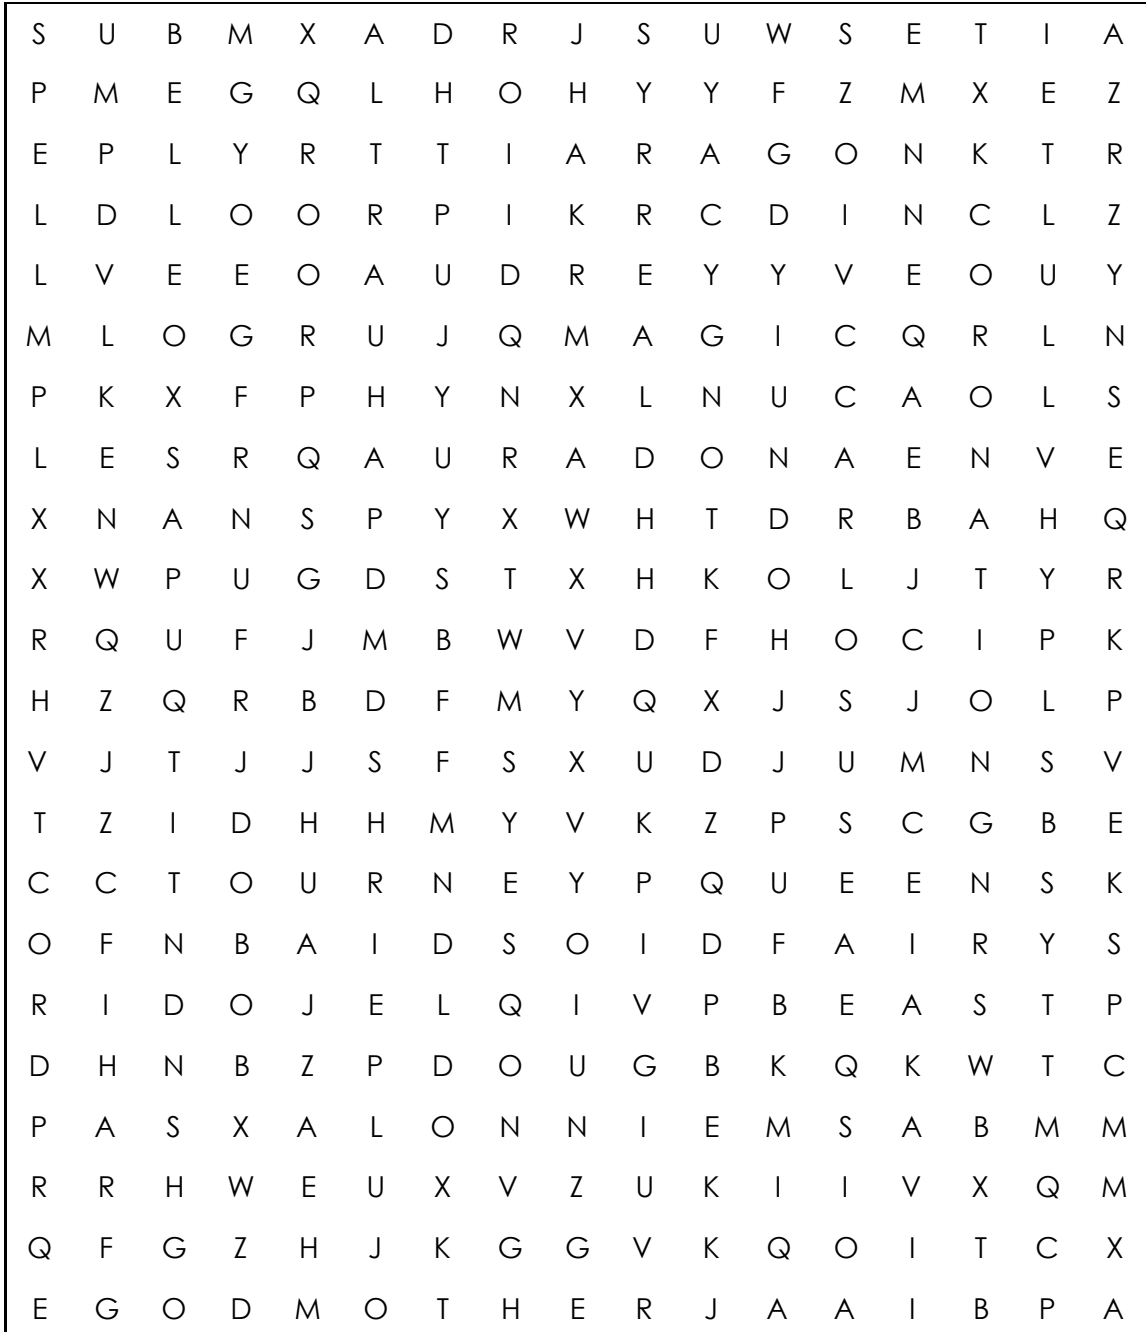 S U B M X A D R J S U W S E T I A
P M E G Q L H O H Y Y F Z M X E Z
E P L Y R T T I A R A G O N K T R
L D L O O R P I K R C D I N C L Z
L V E E O A U D R E Y Y V E O U Y
M L O G R U J Q M A G I C Q R L N
P K X F P H Y N X L N U C A O L S
L E S R Q A U R A D O N A E N V E
X N A N S P Y X W H T D R B A H Q
X W P U G D S T X H K O L J T Y R
R Q U F J M B W V D F H O C I P K
H Z Q R B D F M Y Q X J S J O L P
V J T J J S F S X U D J U M N S V
T Z I D H H M Y V K Z P S C G B E
C C T O U R N E Y P Q U E E N S K
O F N B A I D S O I D F A I R Y S
R I D O J E L Q I V P B E A S T P
D H N B Z P D O U G B K Q K W T C
P A S X A L O N N I E M S A B M M
R R H W E U X V Z U K I I V X Q M
Q F G Z H J K G G V K Q O I T C X
E G O D M O T H E R J A A I B P A